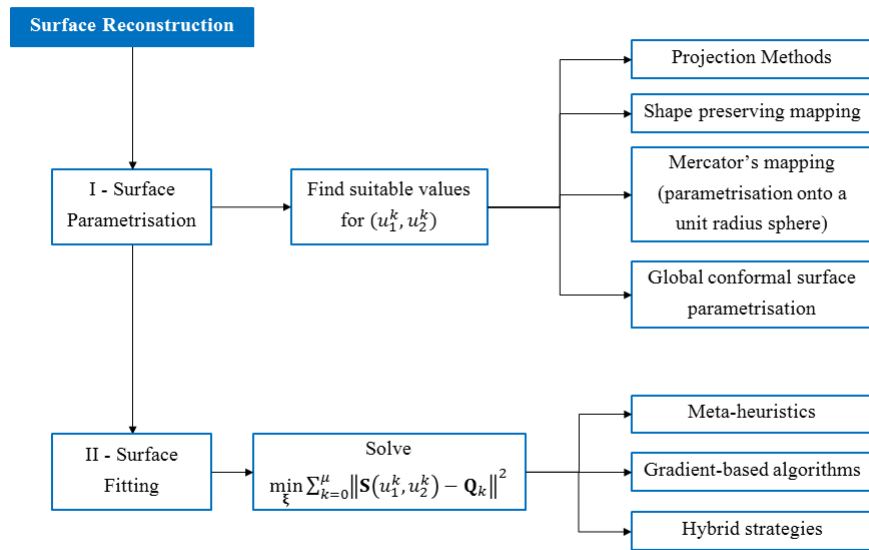 Surface Reconstruction
Projection Methods
Shape preserving mapping
I - Surface
Parametrisation
Find suitable values
for (u₁ᵏ, u₂ᵏ)
Mercator’s mapping
(parametrisation onto a
unit radius sphere)
Global conformal surface
parametrisation
II - Surface
Fitting
Solve
min_ξ ∑ₖ₌₀^μ ‖𝐒(u₁ᵏ, u₂ᵏ) − 𝐐ₖ‖²
Meta-heuristics
Gradient-based algorithms
Hybrid strategies